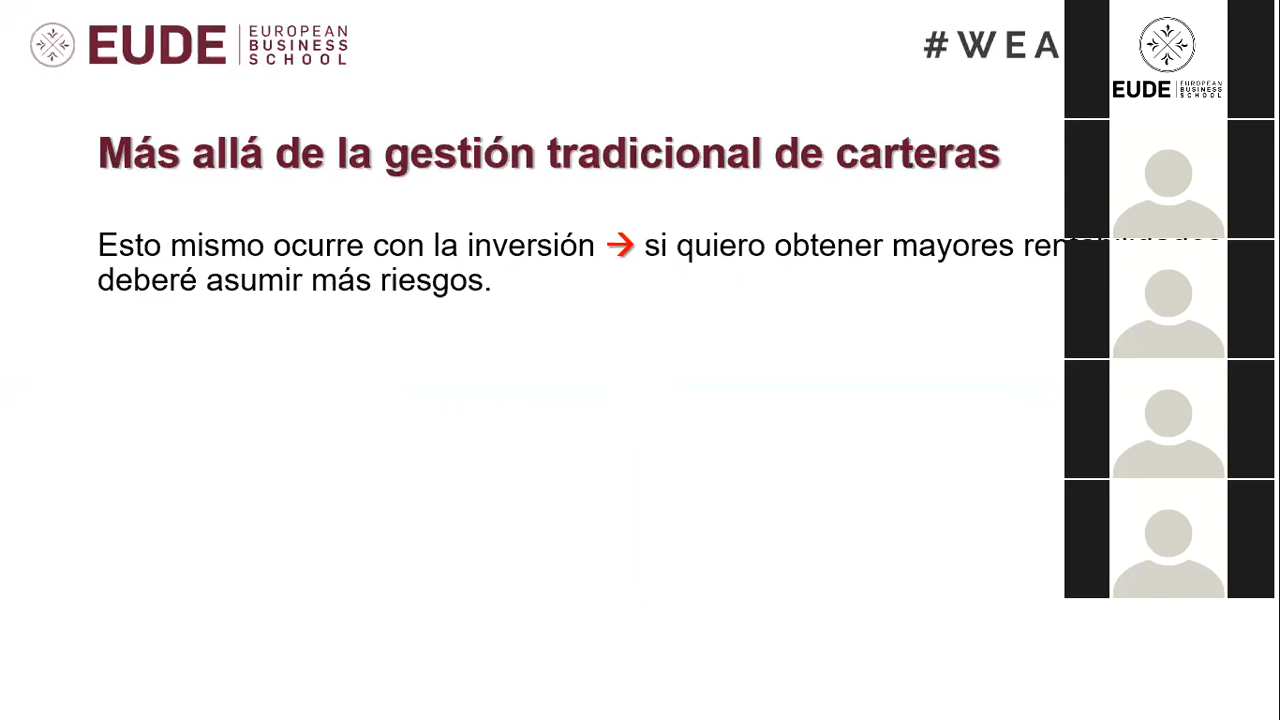 EUDE EUROPEAN BUSINESS SCHOOL
#WEA
EUDE EUROPEAN BUSINESS SCHOOL
Más allá de la gestión tradicional de carteras
Esto mismo ocurre con la inversión → si quiero obtener mayores
deberé asumir más riesgos.